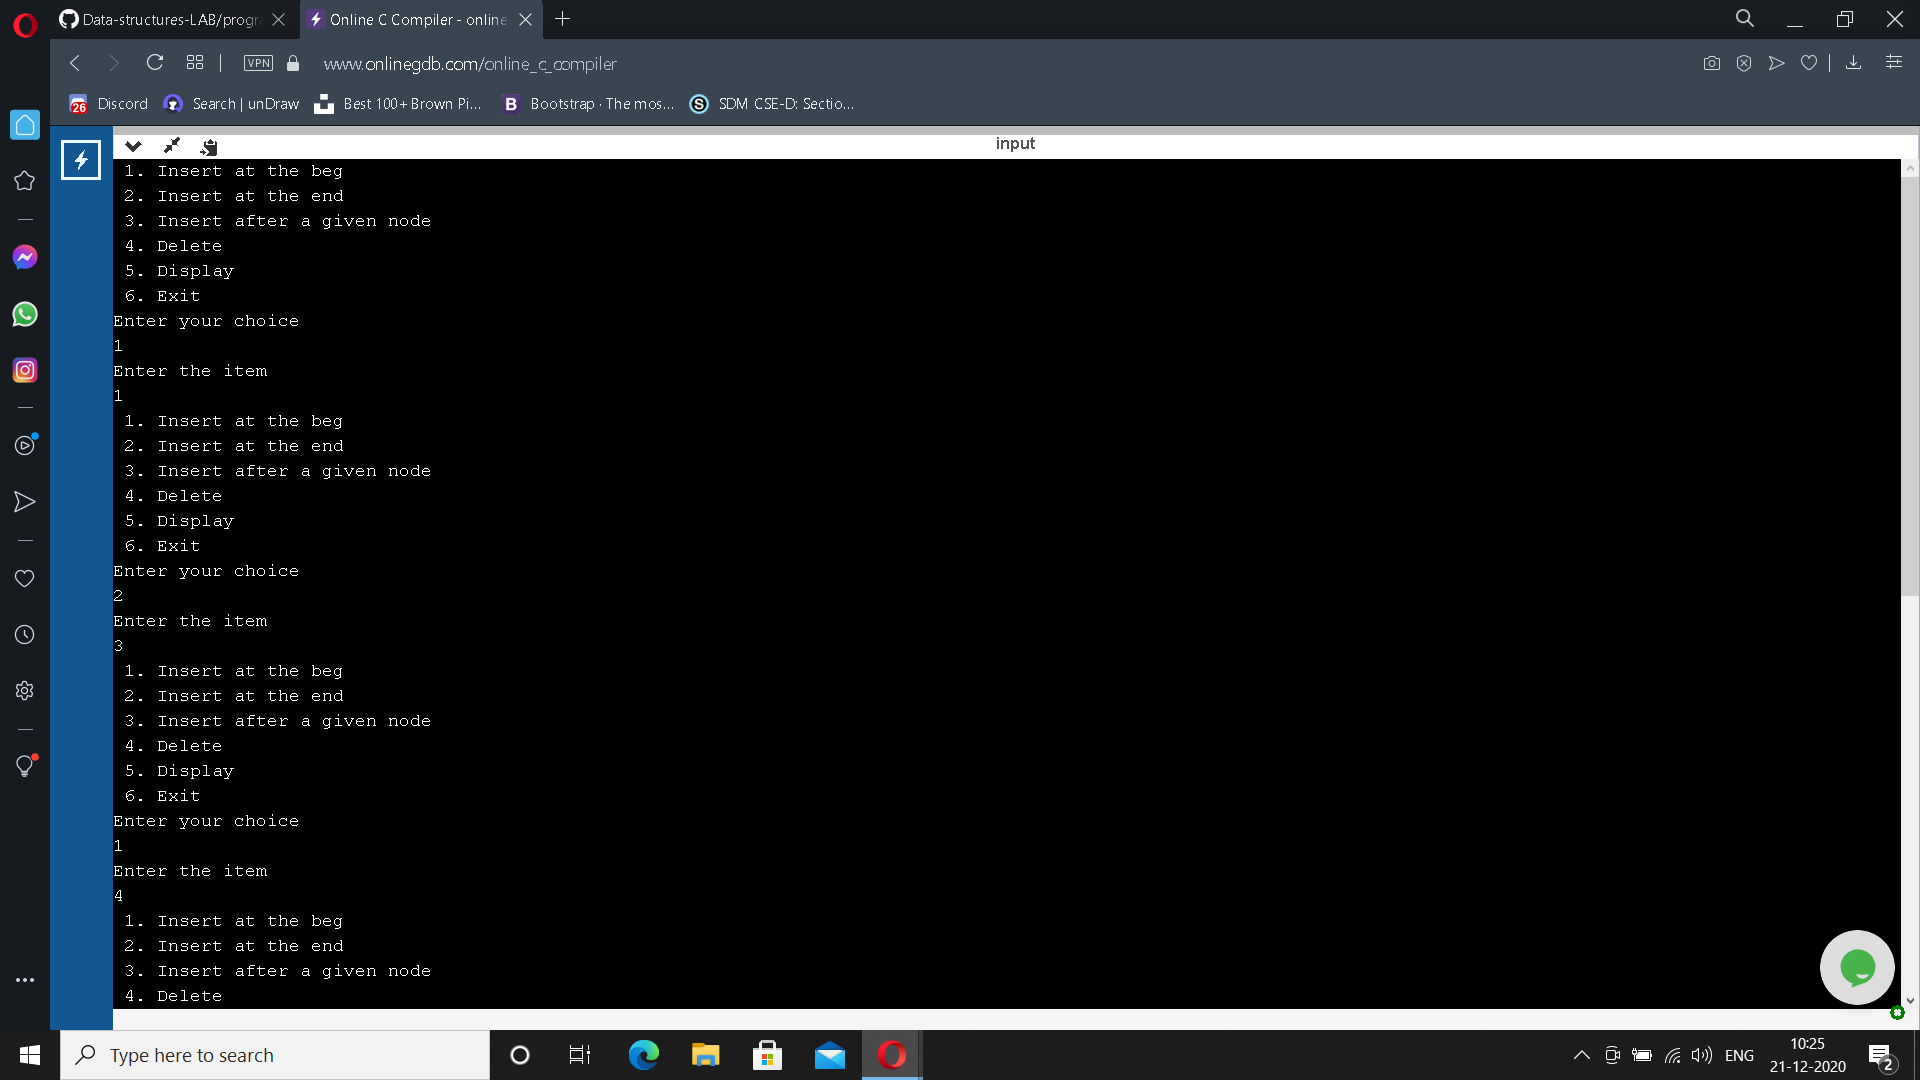 Data-structures-LAB/progra
Online C Compiler - online
VPN
www.onlinegdb.com/online_c_compiler
26 Discord
Search | unDraw
Best 100+ Brown Pi...
B Bootstrap · The mos...
S SDM CSE-D: Sectio...
input
1. Insert at the beg
2. Insert at the end
3. Insert after a given node
4. Delete
5. Display
6. Exit
Enter your choice
1
Enter the item
1
1. Insert at the beg
2. Insert at the end
3. Insert after a given node
4. Delete
5. Display
6. Exit
Enter your choice
2
Enter the item
3
1. Insert at the beg
2. Insert at the end
3. Insert after a given node
4. Delete
5. Display
6. Exit
Enter your choice
1
Enter the item
4
1. Insert at the beg
2. Insert at the end
3. Insert after a given node
4. Delete
Type here to search
ENG
10:25
21-12-2020
2